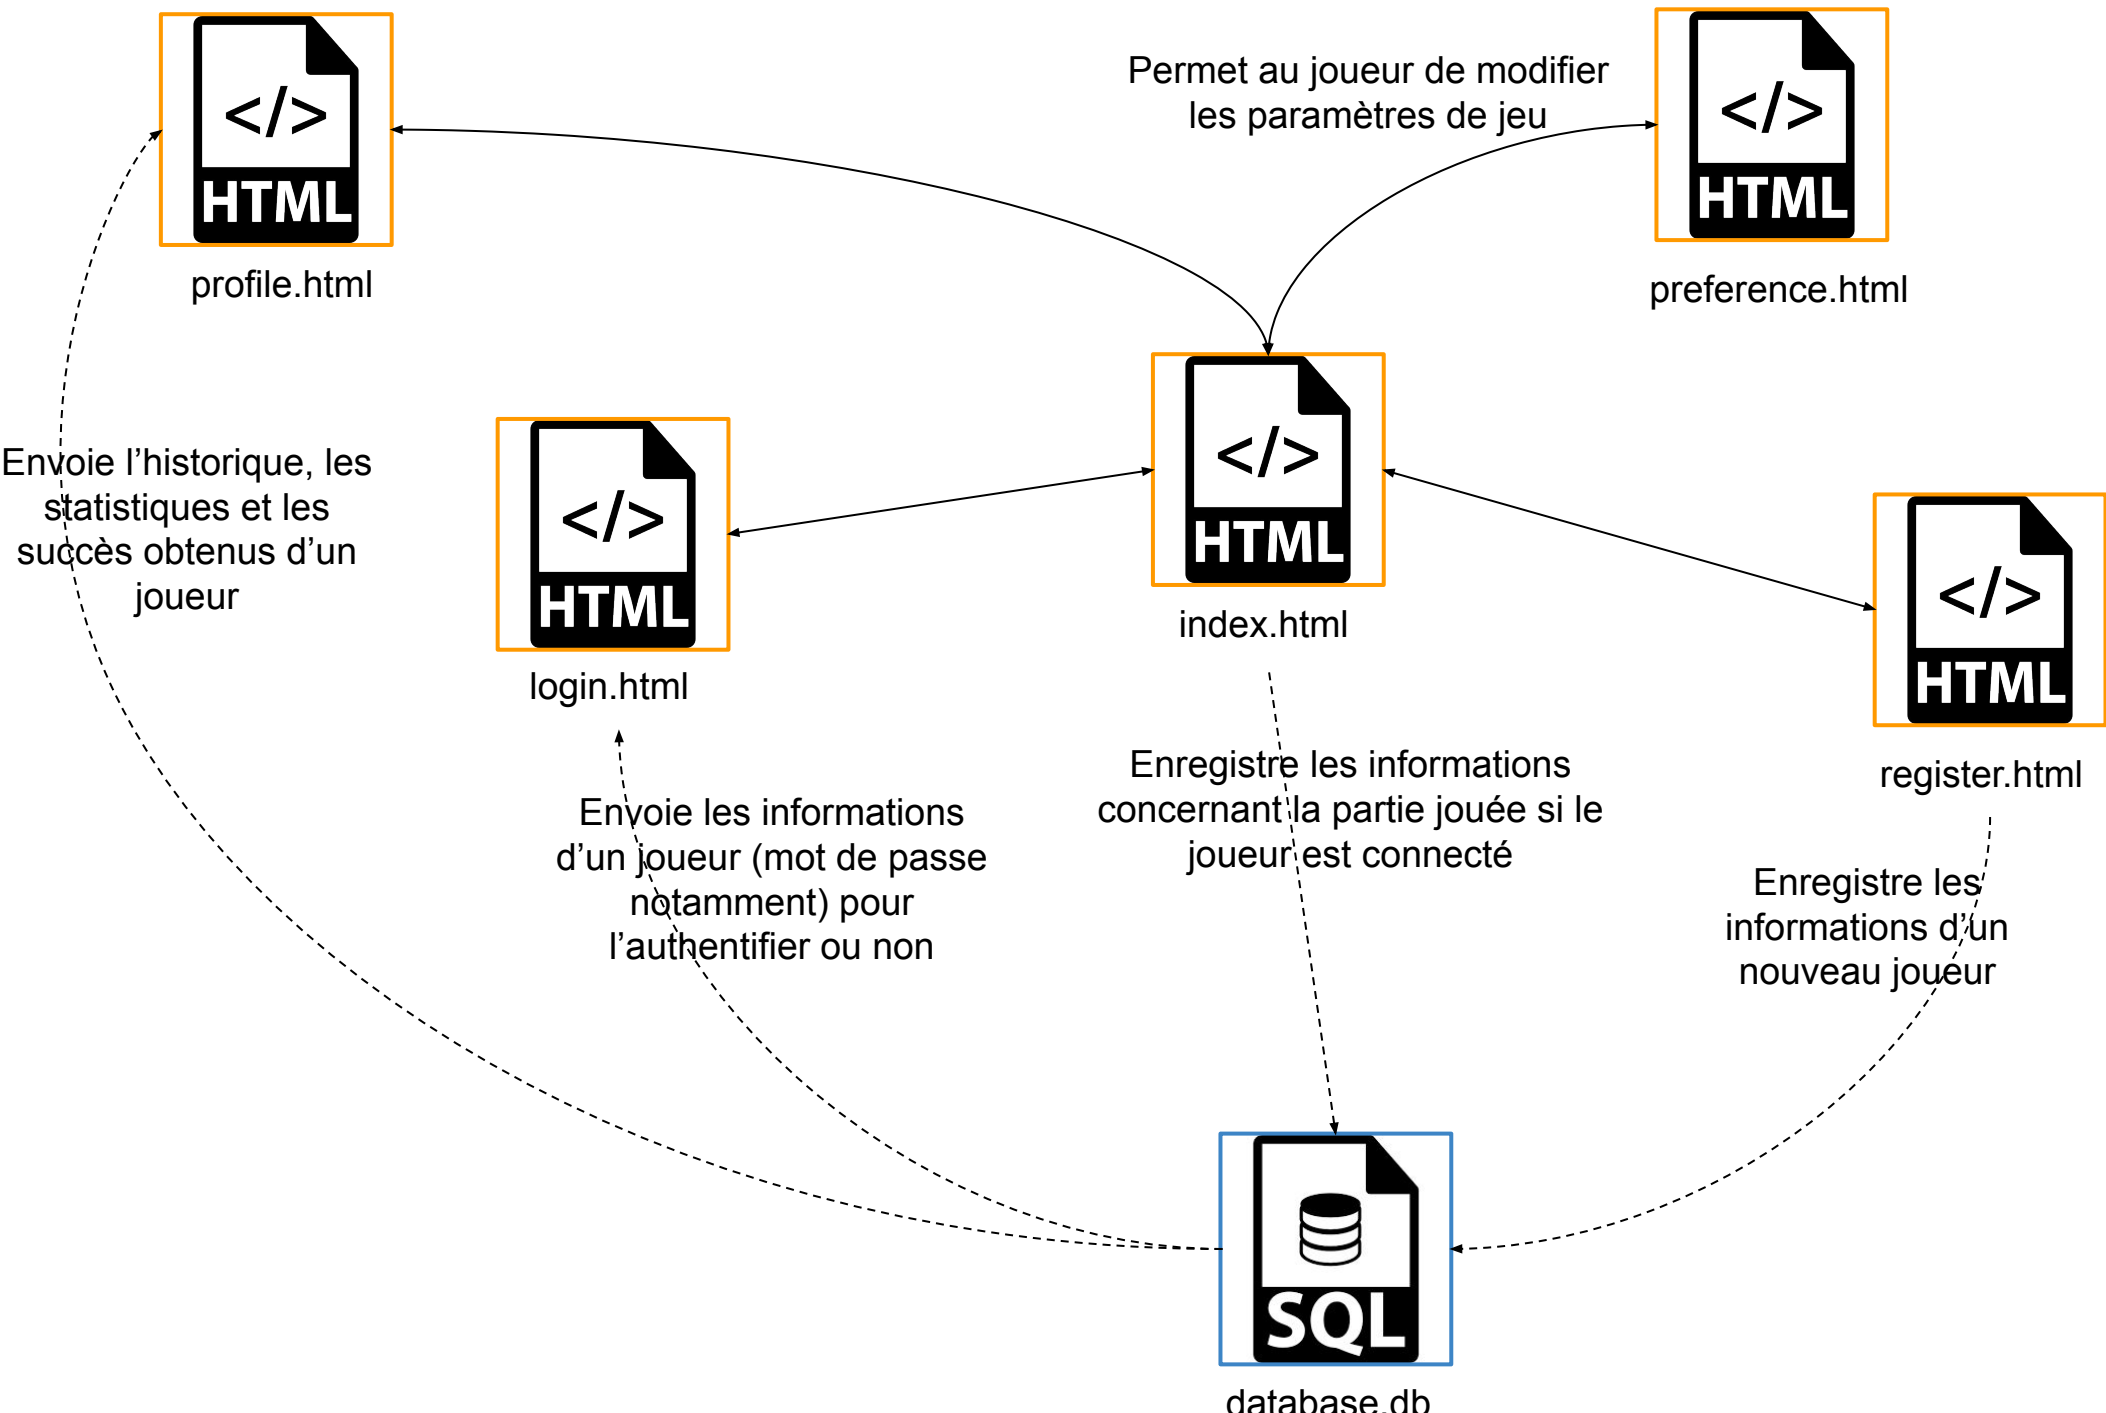 </>
HTML
profile.html
Permet au joueur de modifier
les paramètres de jeu
</>
HTML
preference.html
Envoie l’historique, les
statistiques et les
succès obtenus d’un
joueur
</>
HTML
login.html
</>
HTML
index.html
</>
HTML
register.html
Envoie les informations
d’un joueur (mot de passe
notamment) pour
l’authentifier ou non
Enregistre les informations
concernant la partie jouée si le
joueur est connecté
Enregistre les
informations d’un
nouveau joueur
SQL
database.db